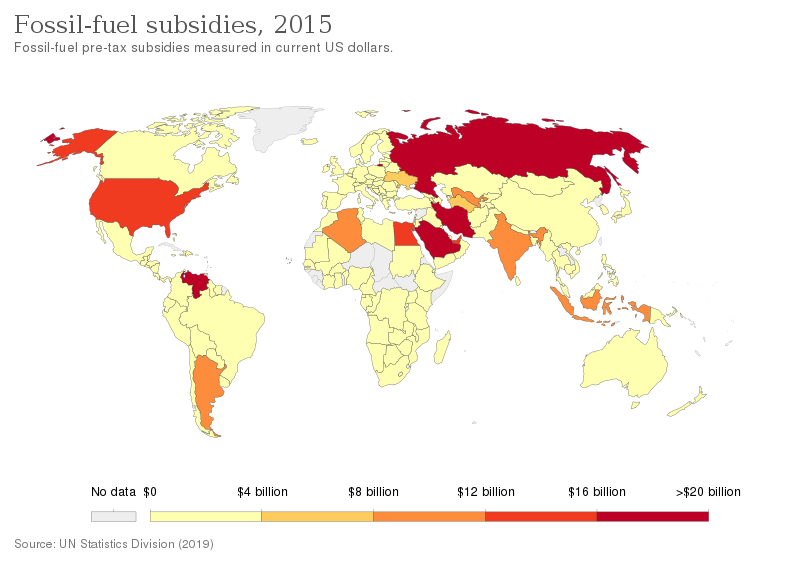 Fossil-fuel subsidies, 2015
Fossil-fuel pre-tax subsidies measured in current US dollars.
No data $0 $4 billion $8 billion $12 billion $16 billion >$20 billion
Source: UN Statistics Division (2019)